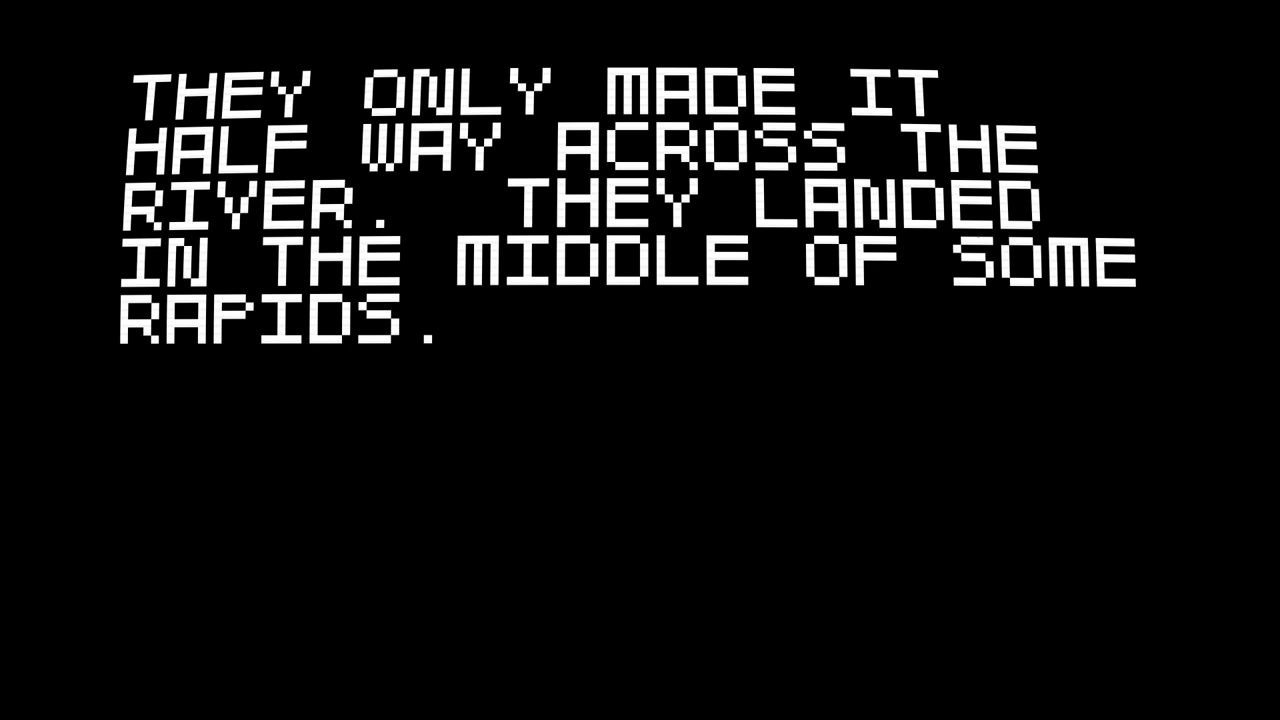 THEY ONLY MADE IT
HALF WAY ACROSS THE
RIVER.  THEY LANDED
IN THE MIDDLE OF SOME
RAPIDS.